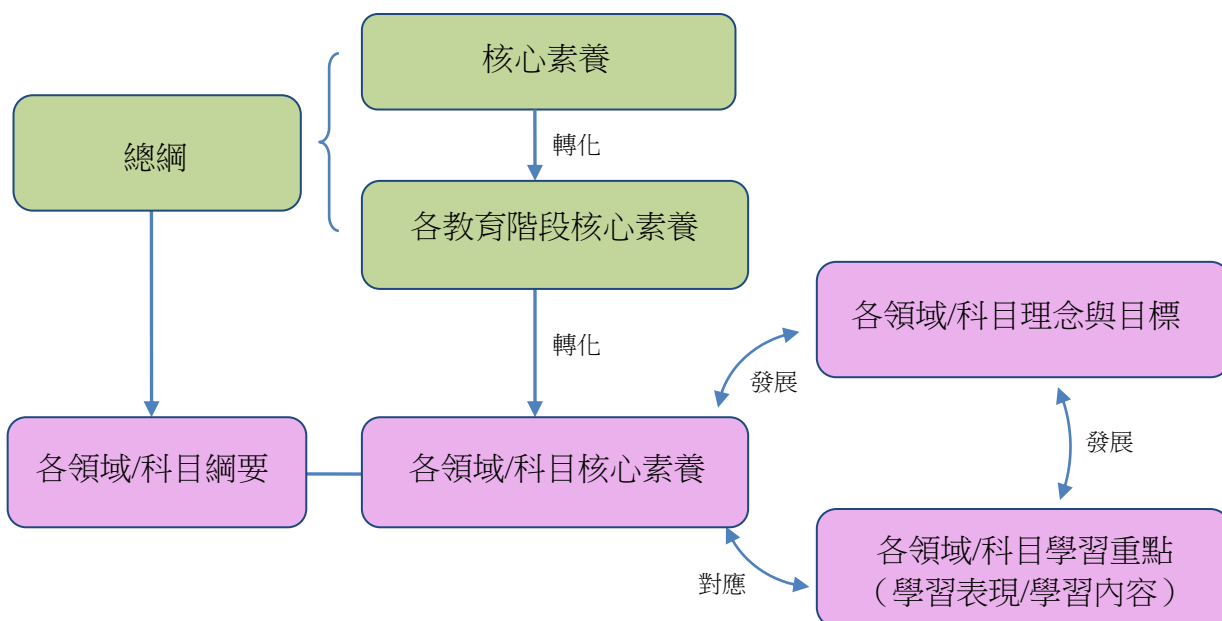 核心素養
總綱
轉化
各教育階段核心素養
各領域/科目理念與目標
轉化
發展
各領域/科目綱要
各領域/科目核心素養
發展
各領域/科目學習重點
（學習表現/學習內容）
對應